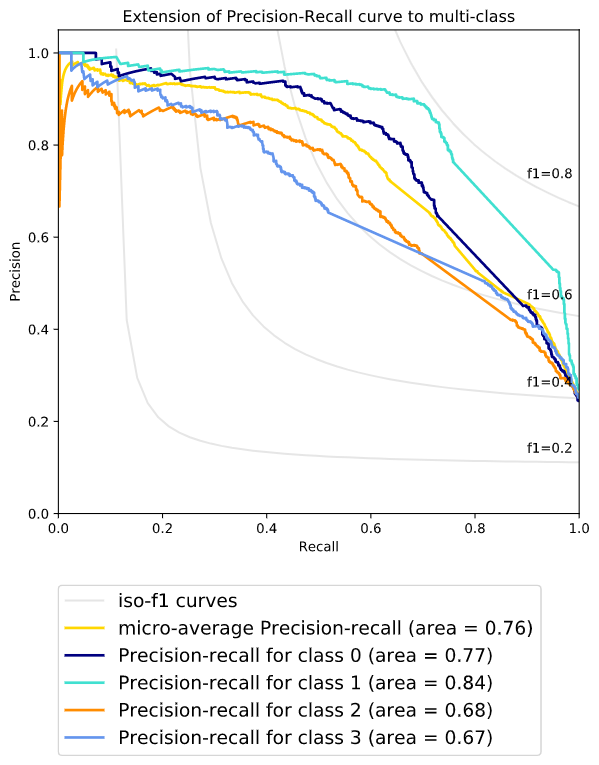 Extension of Precision-Recall curve to multi-class
1.0
0.8
0.6
0.4
0.2
0.0
Precision
f1=0.8
f1=0.6
f1=0.4
f1=0.2
0.0 0.2 0.4 0.6 0.8 1.0
Recall
iso-f1 curves
micro-average Precision-recall (area = 0.76)
Precision-recall for class 0 (area = 0.77)
Precision-recall for class 1 (area = 0.84)
Precision-recall for class 2 (area = 0.68)
Precision-recall for class 3 (area = 0.67)